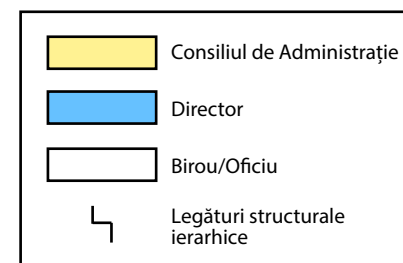 Consiliul de Administrație
Director
Birou/Oficiu
Legături structurale
ierarhice